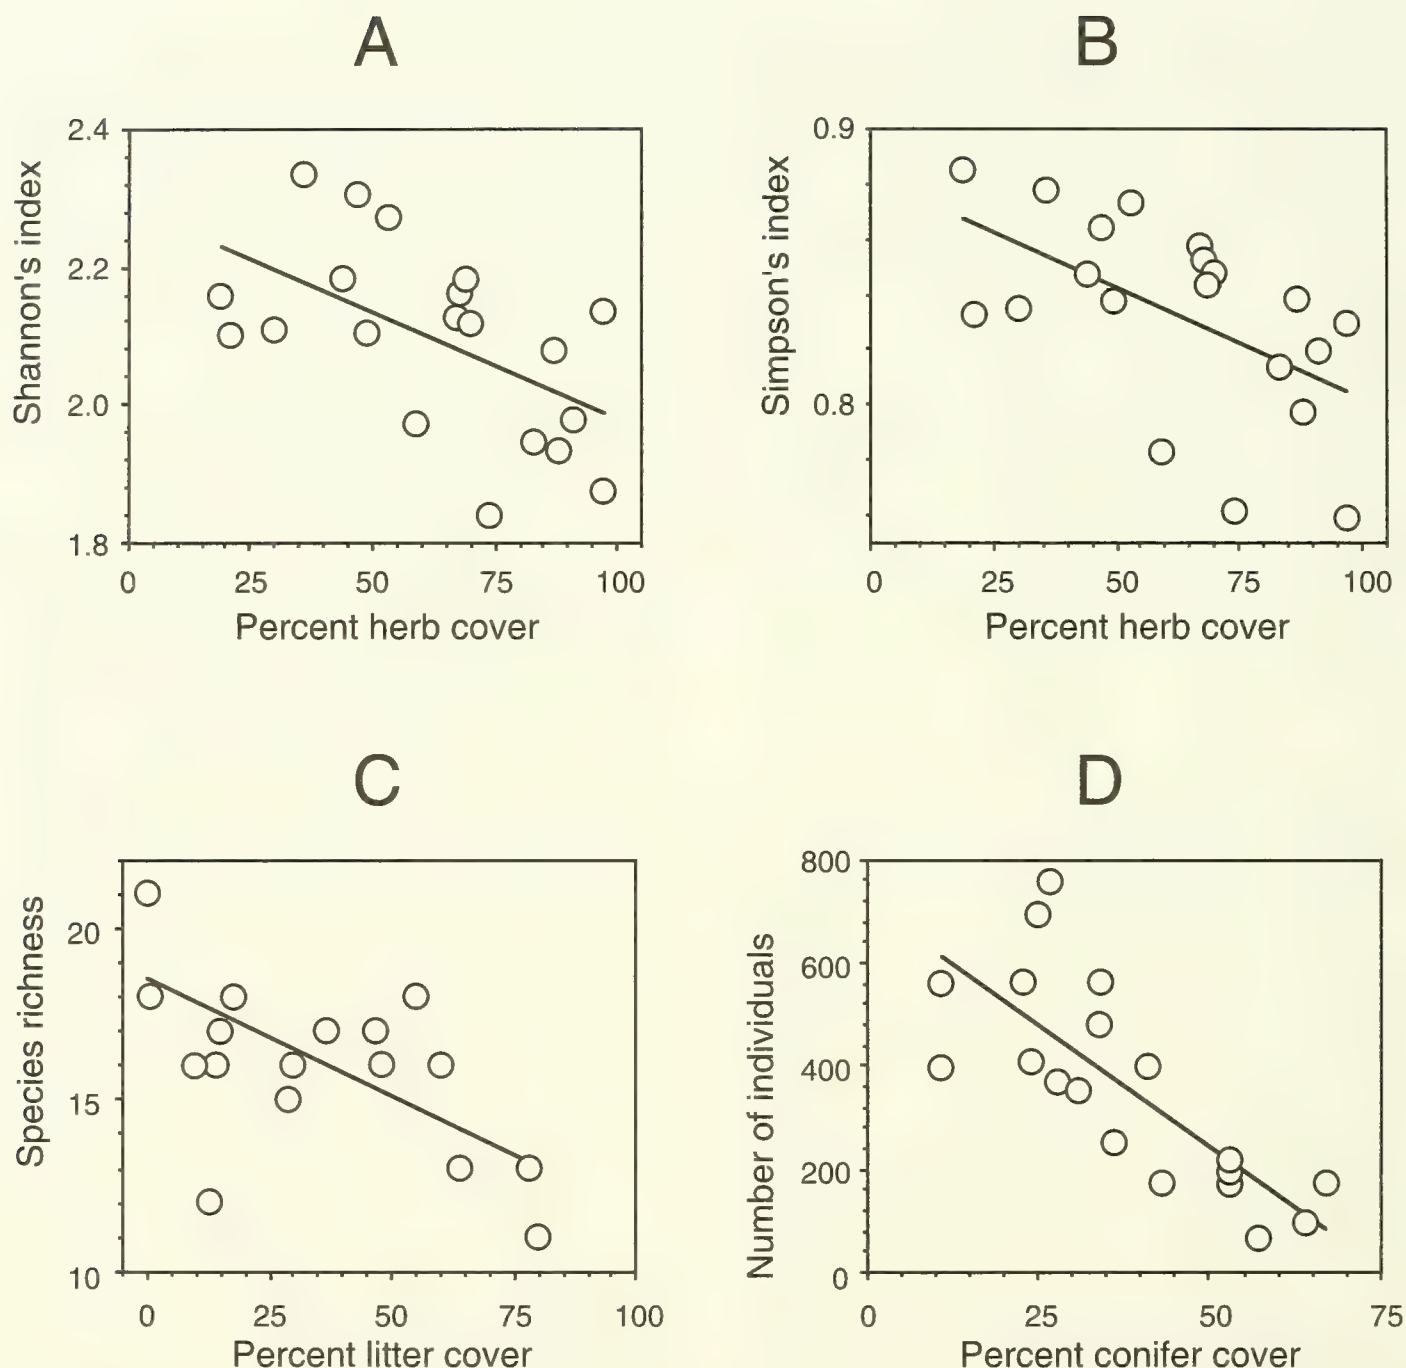 A
2.4
2.2
2.0
1.8
Shannon's index
0 25 50 75 100
Percent herb cover
B
0.9
0.8
Simpson's index
0 25 50 75 100
Percent herb cover
C
20
15
10
Species richness
0 25 50 75 100
Percent litter cover
D
800
600
400
200
0
Number of individuals
0 25 50 75
Percent conifer cover